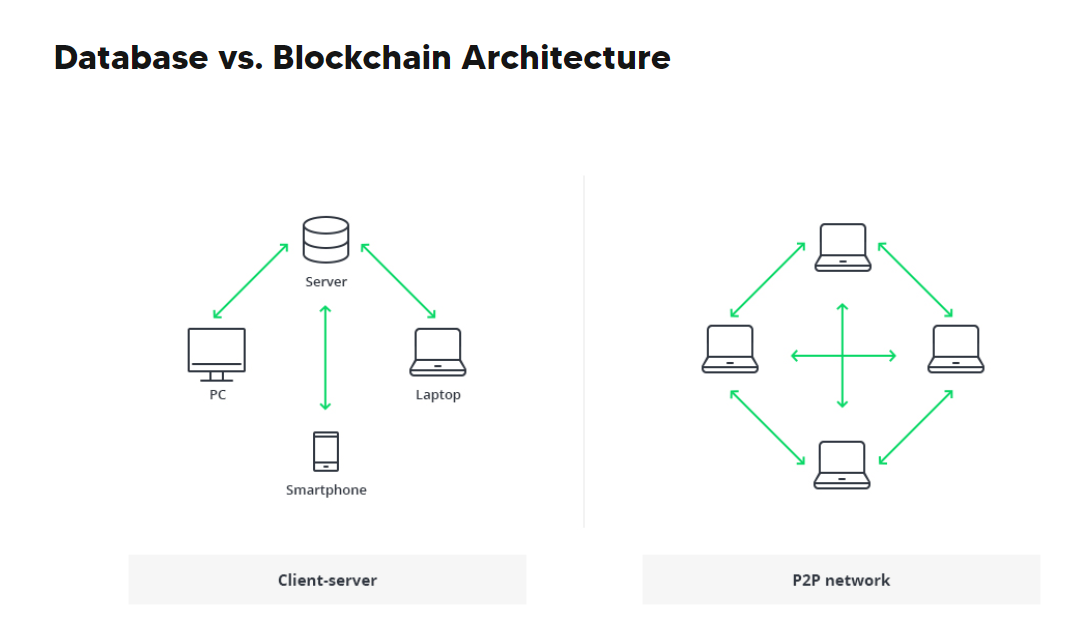 Database vs. Blockchain Architecture
Server
PC
Laptop
Smartphone
Client-server
P2P network